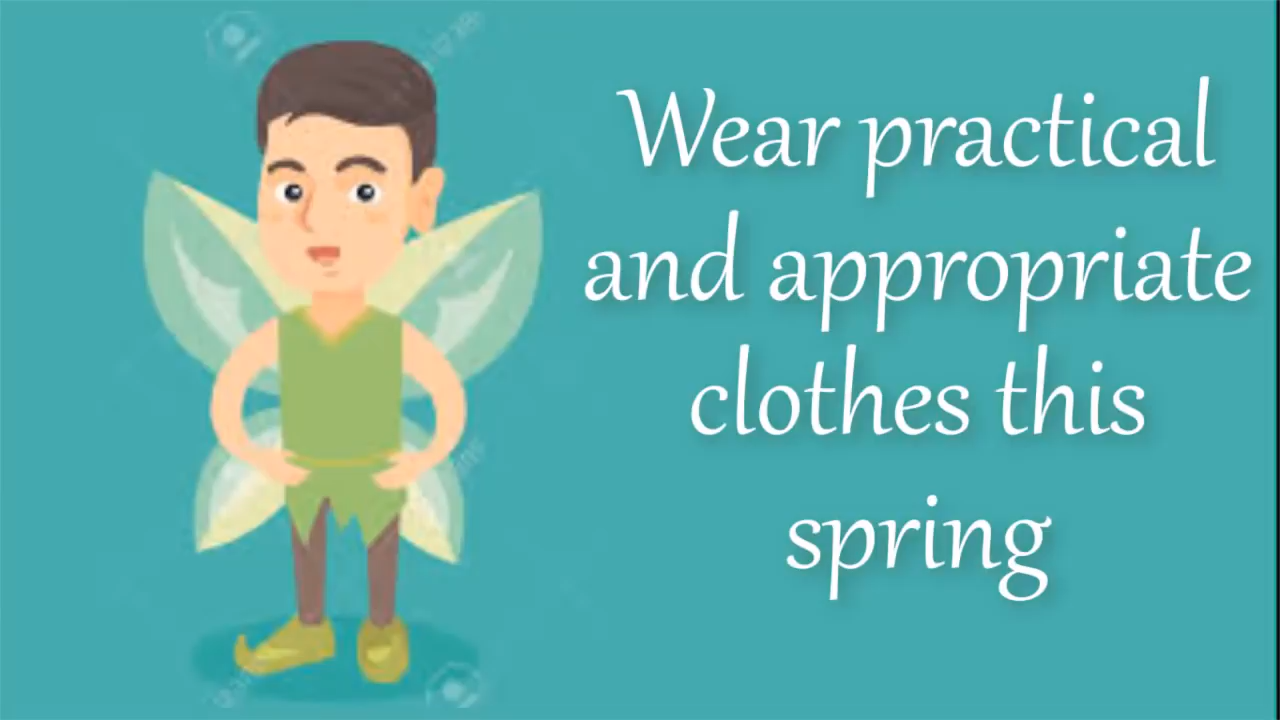 Wear practical
and appropriate
clothes this
spring